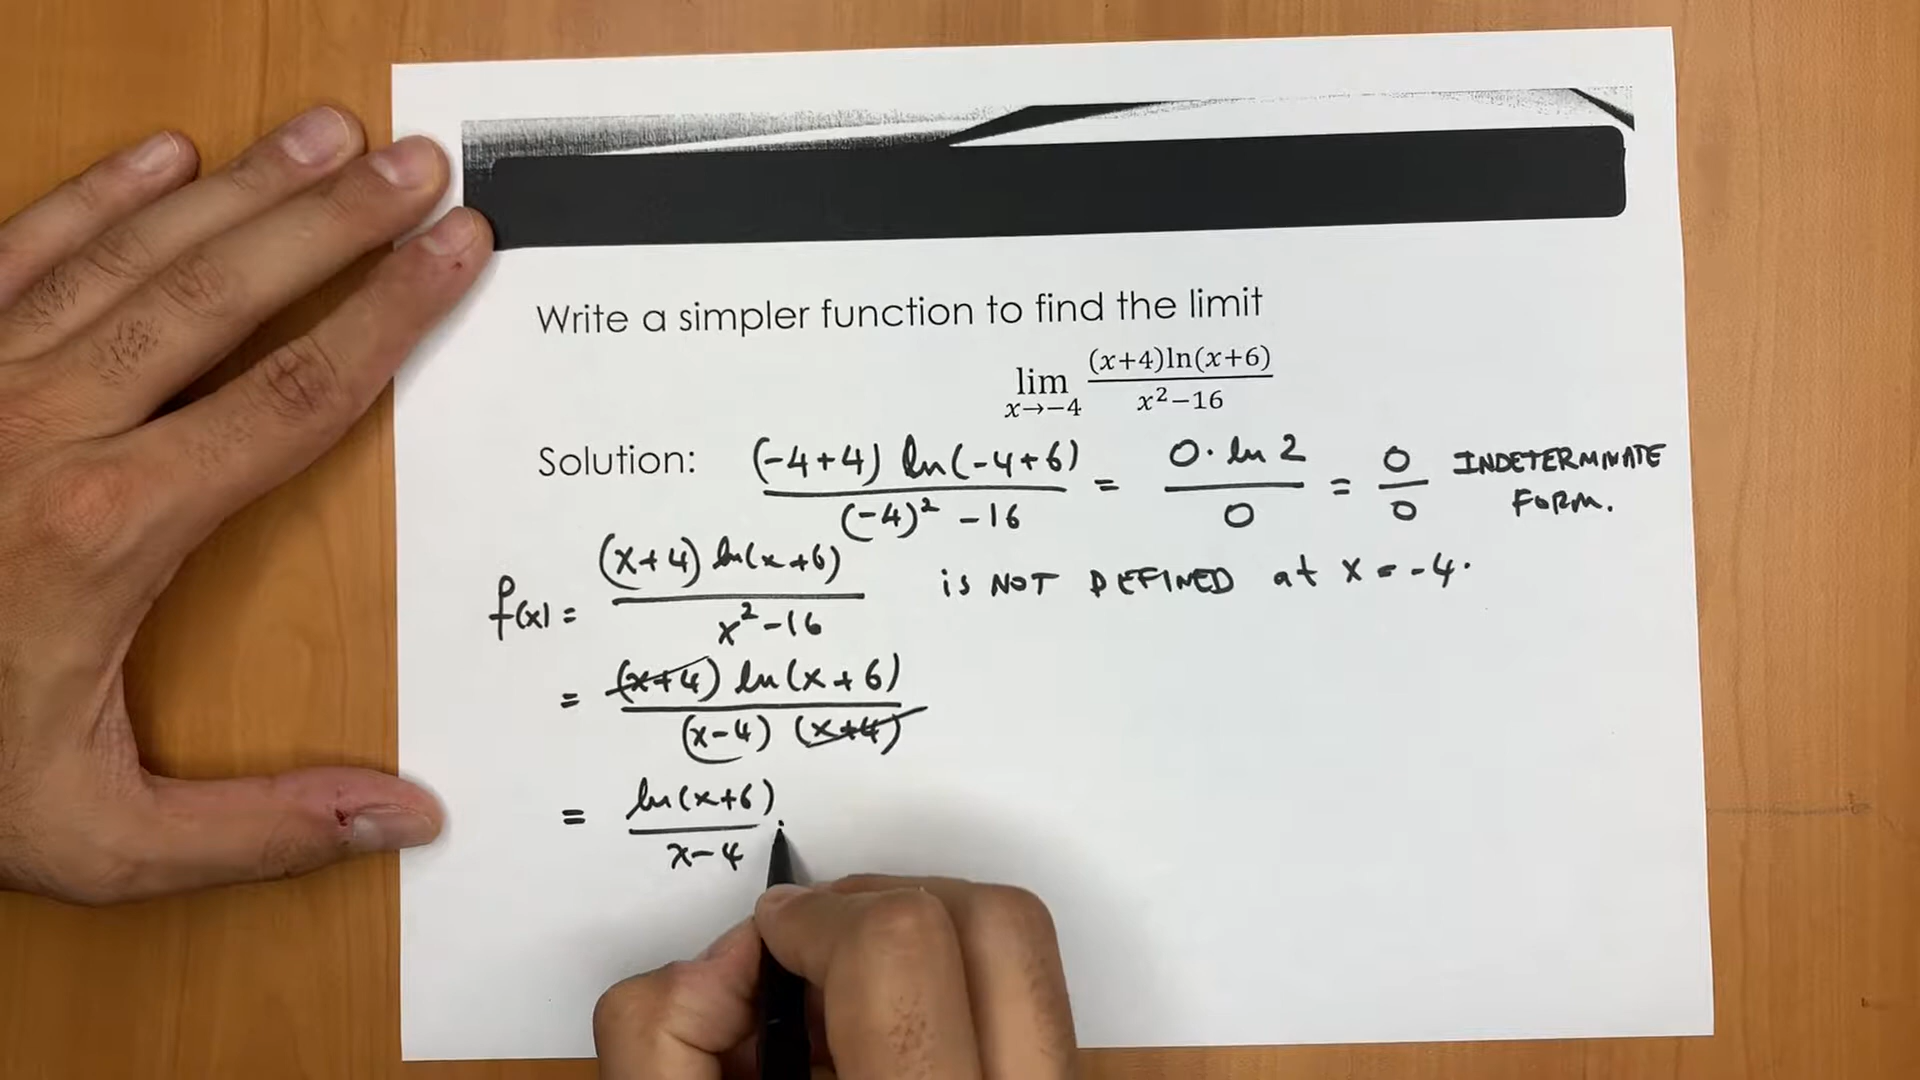 Write a simpler function to find the limit
lim x→−4 (x+4)ln(x+6) / x²−16
Solution: (-4+4) ln(-4+6) / (-4)² -16 = 0·ln 2 / 0 = 0/0 INDETERMINATE FORM.
f(x) = (x+4) ln(x+6) / x²-16 is NOT DEFINED at x = -4.
= (x+4) ln(x+6) / (x-4) (x+4)
= ln(x+6) / x-4